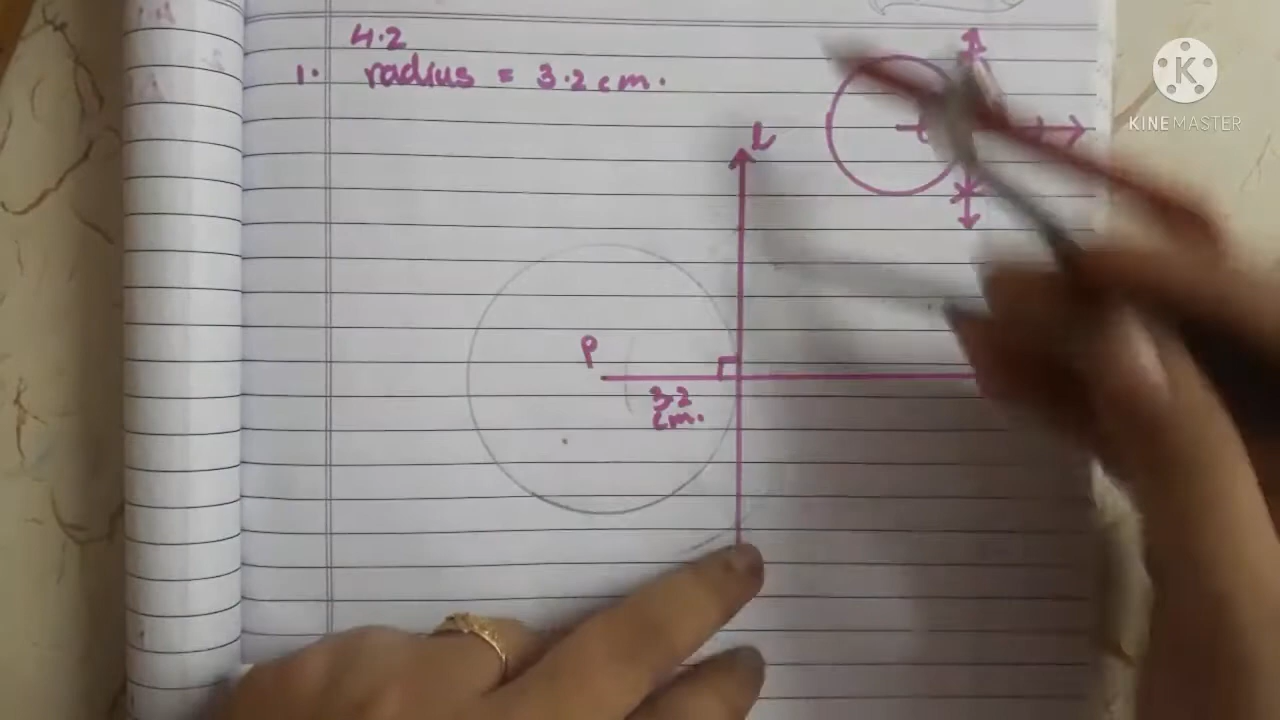 4.2
1. radius = 3.2 cm.
l
P
3.2
cm.
K
KINEMASTER